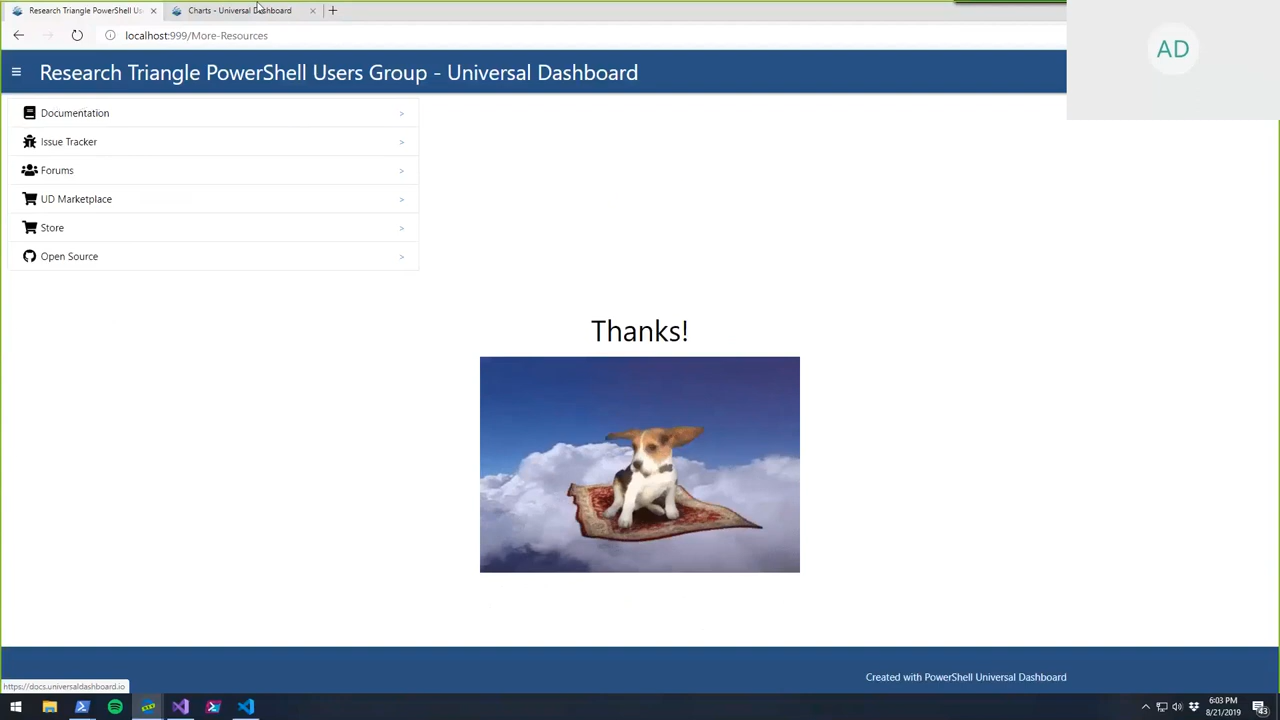 Research Triangle PowerShell Us
Charts - Universal Dashboard
localhost:999/More-Resources
AD
Research Triangle PowerShell Users Group - Universal Dashboard
Documentation >
Issue Tracker >
Forums >
UD Marketplace >
Store >
Open Source >
Thanks!
Created with PowerShell Universal Dashboard
https://docs.universaldashboard.io
6:03 PM
8/21/2019
43